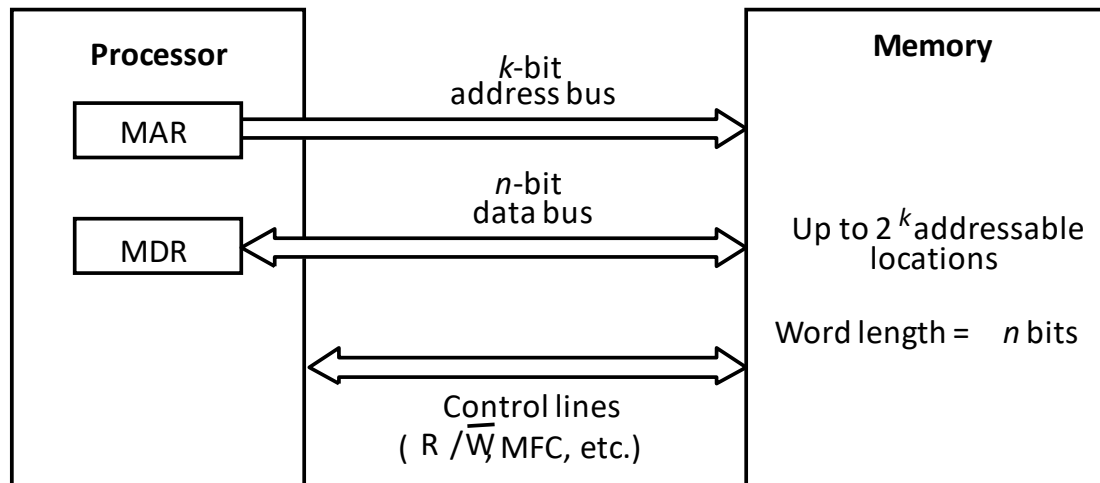 Processor
Memory
k-bit
address bus
MAR
n-bit
data bus
MDR
Up to 2^k addressable
locations
Word length = n bits
Control lines
( R / W̅, MFC, etc.)